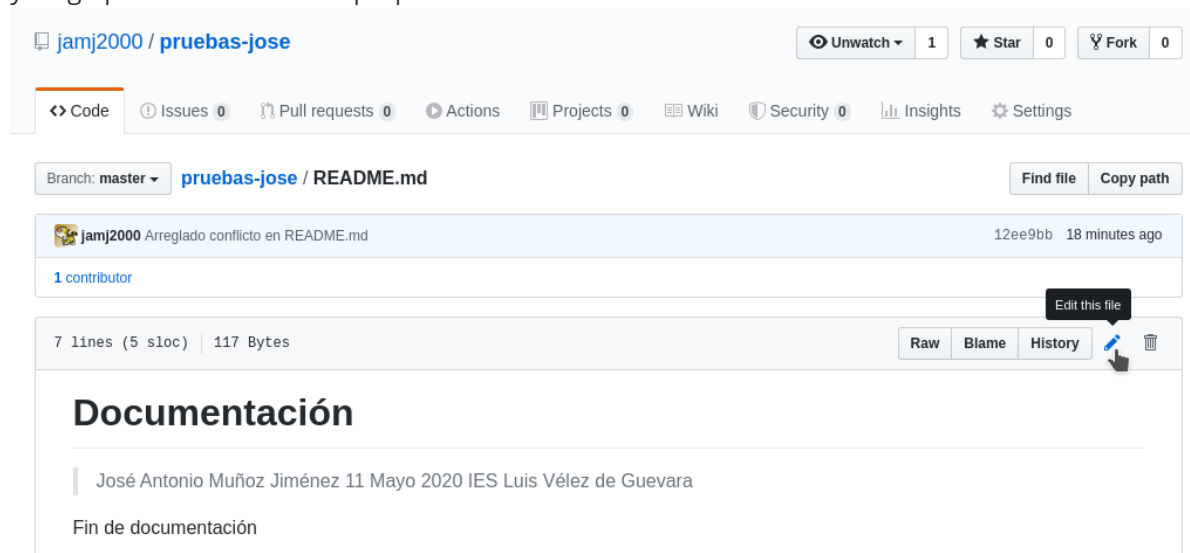 jamj2000 / pruebas-jose
Unwatch 1 Star 0 Fork 0
Code Issues 0 Pull requests 0 Actions Projects 0 Wiki Security 0 Insights Settings
Branch: master pruebas-jose / README.md Find file Copy path
jamj2000 Arreglado conflicto en README.md 12ee9bb 18 minutes ago
1 contributor
Edit this file
7 lines (5 sloc) 117 Bytes Raw Blame History
Documentación
José Antonio Muñoz Jiménez 11 Mayo 2020 IES Luis Vélez de Guevara
Fin de documentación